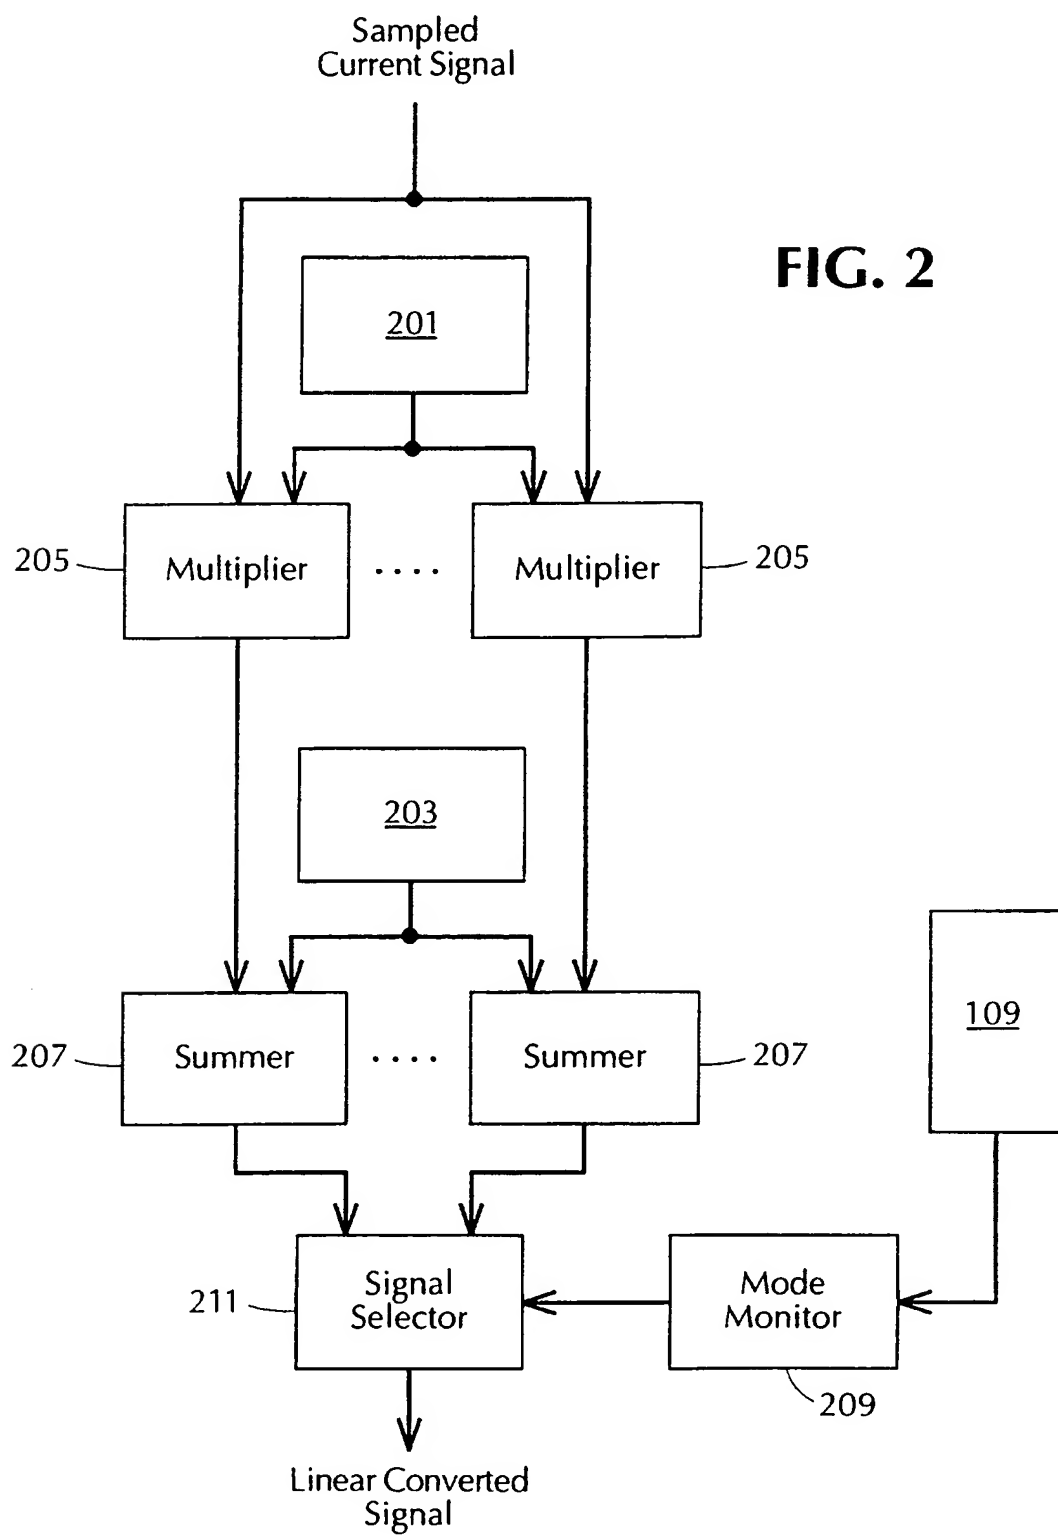 Sampled
Current Signal
FIG. 2
201
205
Multiplier
....
Multiplier
205
203
109
207
Summer
....
Summer
207
211
Signal
Selector
Mode
Monitor
209
Linear Converted
Signal